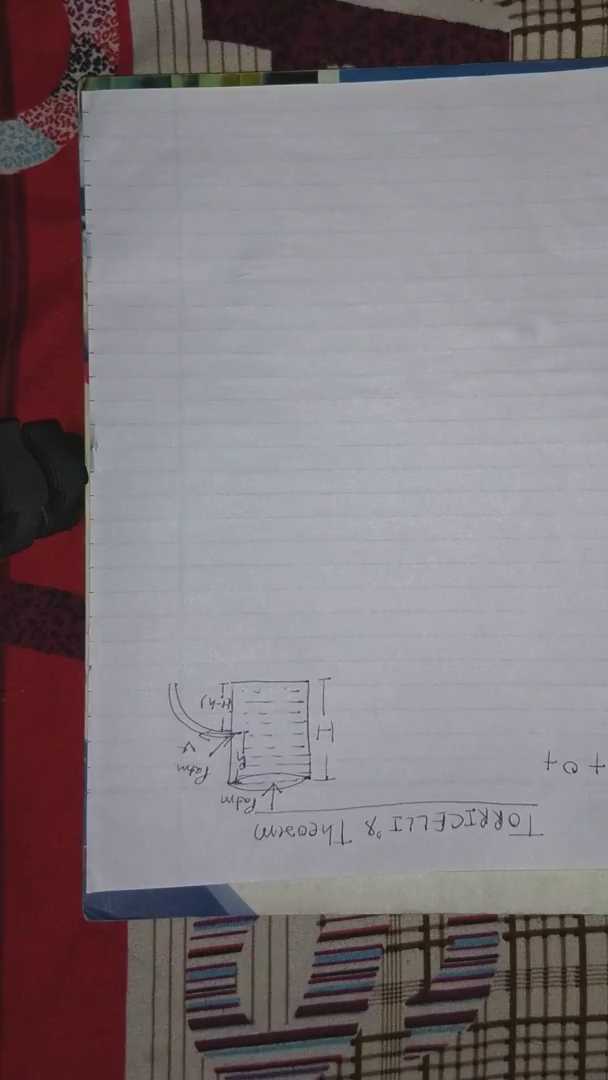 TORRICELLI's Theorem
Patm
H
h
Patm
v
(H-h)